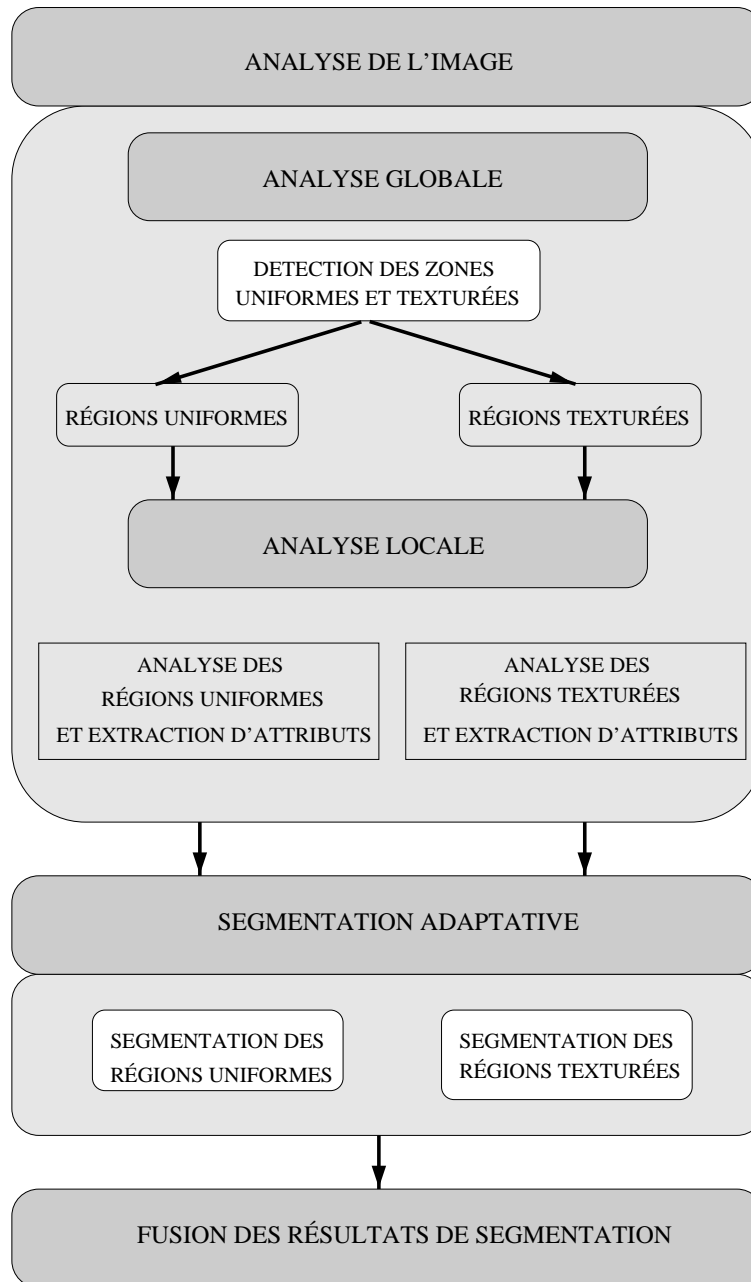 ANALYSE DE L'IMAGE
ANALYSE GLOBALE
DETECTION DES ZONES
UNIFORMES ET TEXTURÉES
RÉGIONS UNIFORMES
RÉGIONS TEXTURÉES
ANALYSE LOCALE
ANALYSE DES
RÉGIONS UNIFORMES
ET EXTRACTION D'ATTRIBUTS
ANALYSE DES
RÉGIONS TEXTURÉES
ET EXTRACTION D'ATTRIBUTS
SEGMENTATION ADAPTATIVE
SEGMENTATION DES
RÉGIONS UNIFORMES
SEGMENTATION DES
RÉGIONS TEXTURÉES
FUSION DES RÉSULTATS DE SEGMENTATION